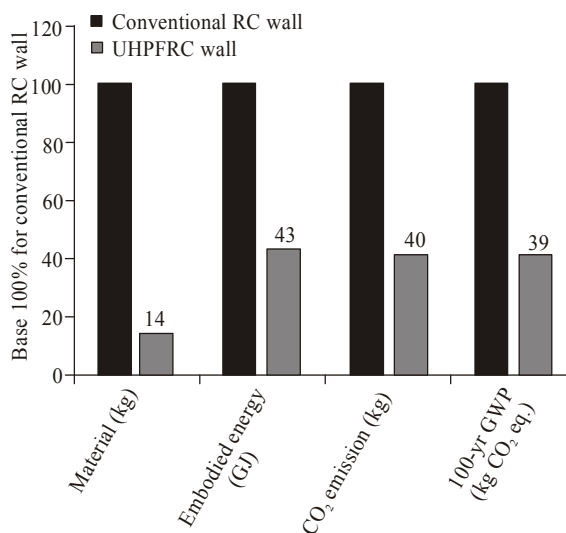 Conventional RC wall
UHPFRC wall
Base 100% for conventional RC wall
120
100
80
60
40
20
0
14
43
40
39
Material (kg)
Embodied energy
(GJ)
CO₂ emission (kg)
100-yr GWP
(kg CO₂ eq.)